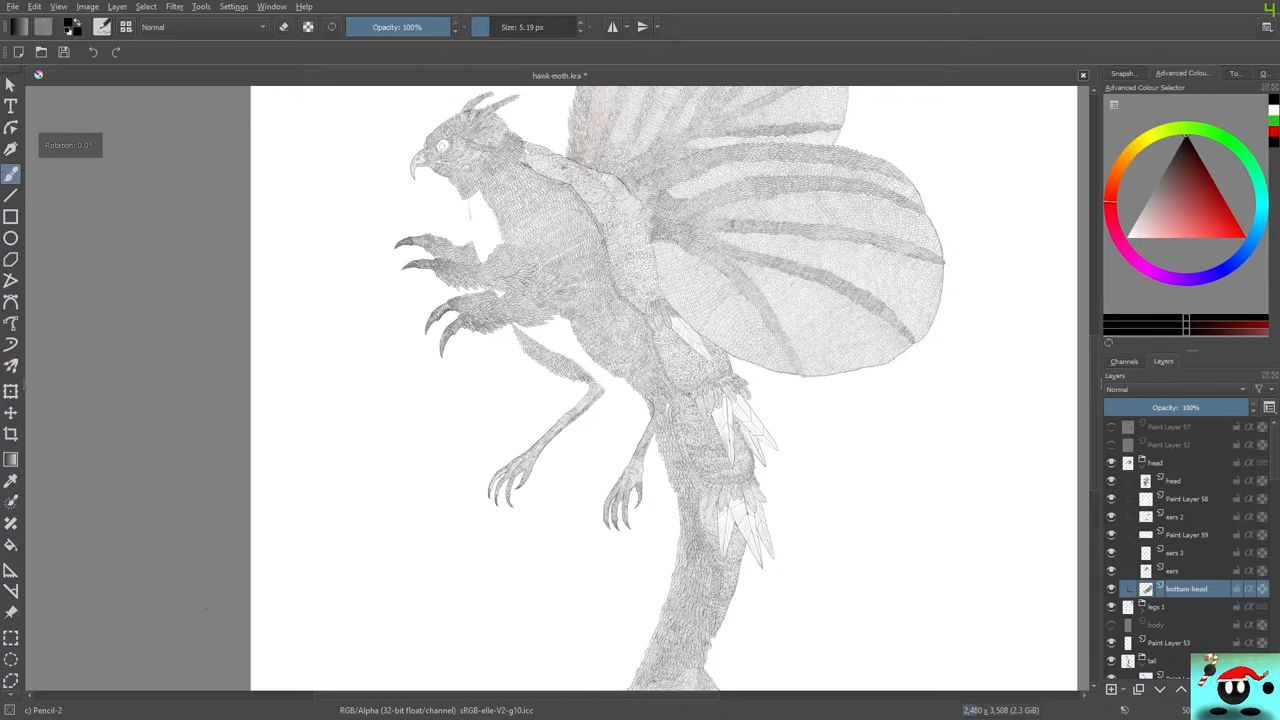 File Edit View Image Layer Select Filter Tools Settings Window Help
4
Normal
Opacity: 100%
Size: 5.19 px
hawk-moth.kra *
Snapsh...
Advanced Colour...
To...
O...
Advanced Colour Selector
Rotation: 0.0°
Channels
Layers
Layers
Normal
Opacity: 100%
Paint Layer 57
Paint Layer 52
head
head
Paint Layer 58
ears 2
Paint Layer 59
ears 3
ears
bottum head
legs 1
body
Paint Layer 53
tail
c) Pencil-2
RGB/Alpha (32-bit float/channel) sRGB-elle-V2-g10.icc
2,480 x 3,508 (2.3 GiB)